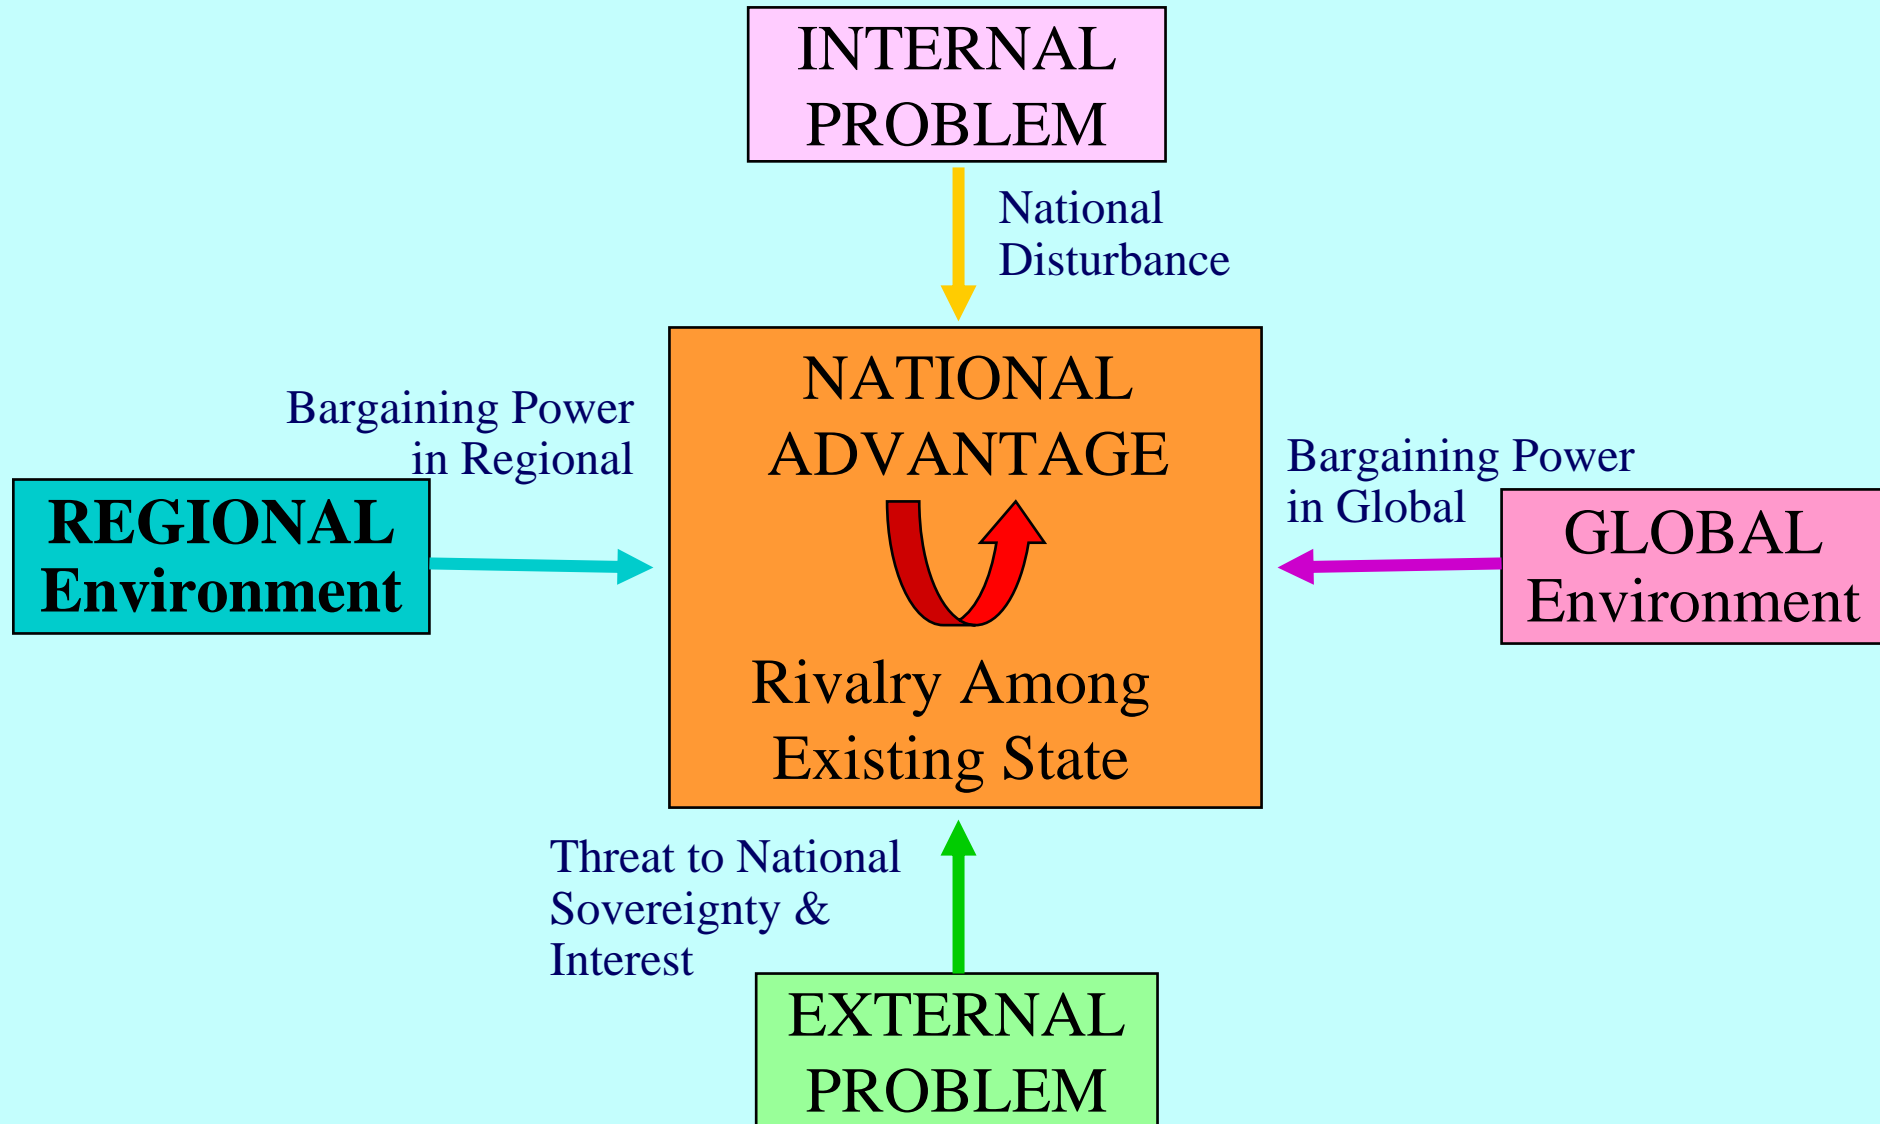 INTERNAL
PROBLEM
National
Disturbance
NATIONAL
ADVANTAGE
Bargaining Power
in Regional
REGIONAL
Environment
Bargaining Power
in Global
GLOBAL
Environment
Rivalry Among
Existing State
Threat to National
Sovereignty &
Interest
EXTERNAL
PROBLEM